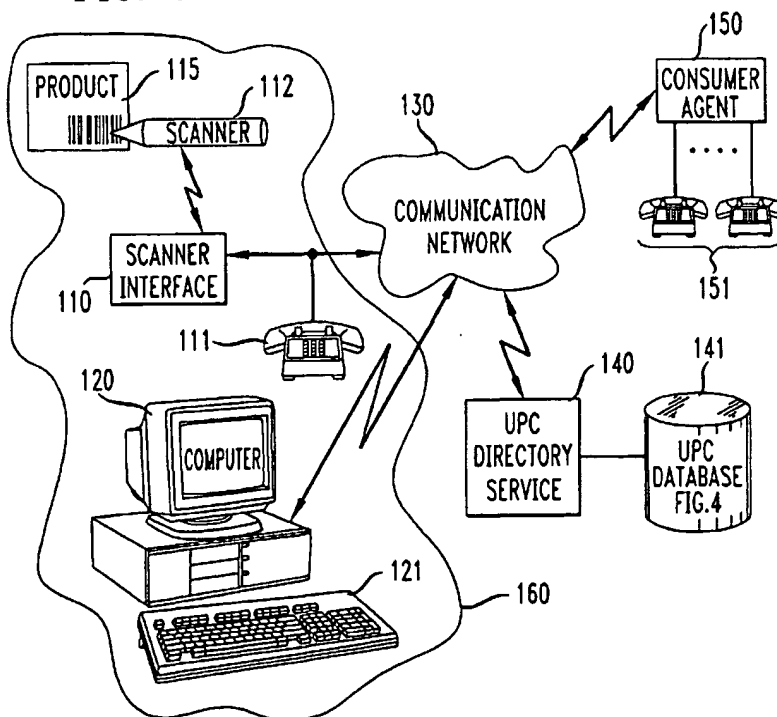 115
PRODUCT
112
SCANNER
110
SCANNER
INTERFACE
111
130
COMMUNICATION
NETWORK
150
CONSUMER
AGENT
151
120
COMPUTER
121
160
140
UPC
DIRECTORY
SERVICE
141
UPC
DATABASE
FIG.4